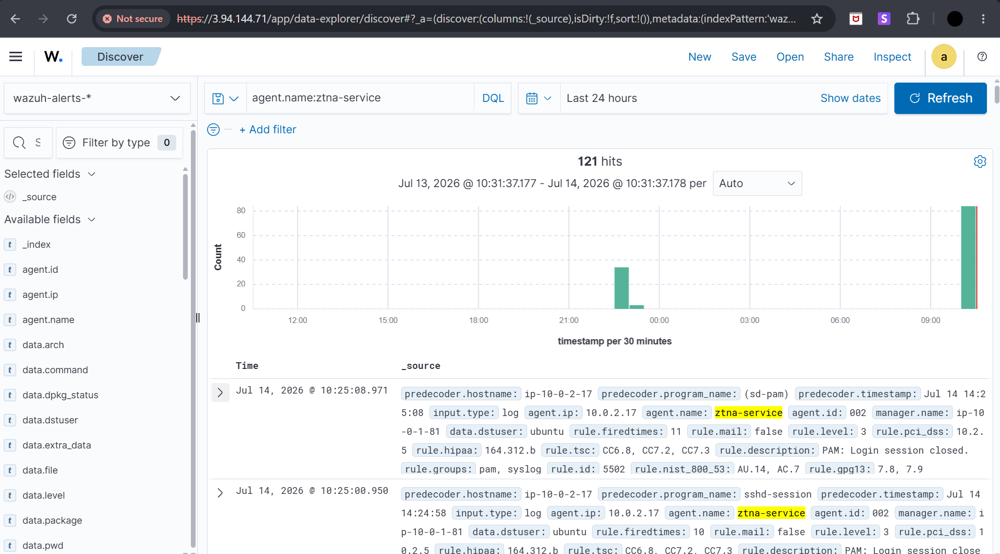 Not secure https://3.94.144.71/app/data-explorer/discover#?_a=(discover:(columns:!(_source),isDirty:!f,sort:!()),metadata:(indexPattern:'waz...
S
W. Discover New Save Open Share Inspect a
wazuh-alerts-* agent.name:ztna-service DQL Last 24 hours Show dates Refresh
+ Add filter
S Filter by type 0
121 hits
Selected fields
Jul 13, 2026 @ 10:31:37.177 - Jul 14, 2026 @ 10:31:37.178 per Auto
_source
Available fields
_index
agent.id
agent.ip
agent.name
data.arch
data.command
data.dpkg_status
data.dstuser
data.extra_data
data.file
data.level
data.package
data.pwd
Count
80
60
40
20
0
12:00 15:00 18:00 21:00 00:00 03:00 06:00 09:00
timestamp per 30 minutes
Time _source
Jul 14, 2026 @ 10:25:08.971 predecoder.hostname: ip-10-0-2-17 predecoder.program_name: (sd-pam) predecoder.timestamp: Jul 14 14:2
5:08 input.type: log agent.ip: 10.0.2.17 agent.name: ztna-service agent.id: 002 manager.name: ip-10
-0-1-81 data.dstuser: ubuntu rule.firedtimes: 11 rule.mail: false rule.level: 3 rule.pci_dss: 10.2.
5 rule.hipaa: 164.312.b rule.tsc: CC6.8, CC7.2, CC7.3 rule.description: PAM: Login session closed.
rule.groups: pam, syslog rule.id: 5502 rule.nist_800_53: AU.14, AC.7 rule.gpg13: 7.8, 7.9
Jul 14, 2026 @ 10:25:00.950 predecoder.hostname: ip-10-0-2-17 predecoder.program_name: sshd-session predecoder.timestamp: Jul 14
14:24:58 input.type: log agent.ip: 10.0.2.17 agent.name: ztna-service agent.id: 002 manager.name: i
p-10-0-1-81 data.dstuser: ubuntu rule.firedtimes: 10 rule.mail: false rule.level: 3 rule.pci_dss: 1
0.2.5 rule.hipaa: 164.312.b rule.tsc: CC6.8, CC7.2, CC7.3 rule.description: PAM: Login session close